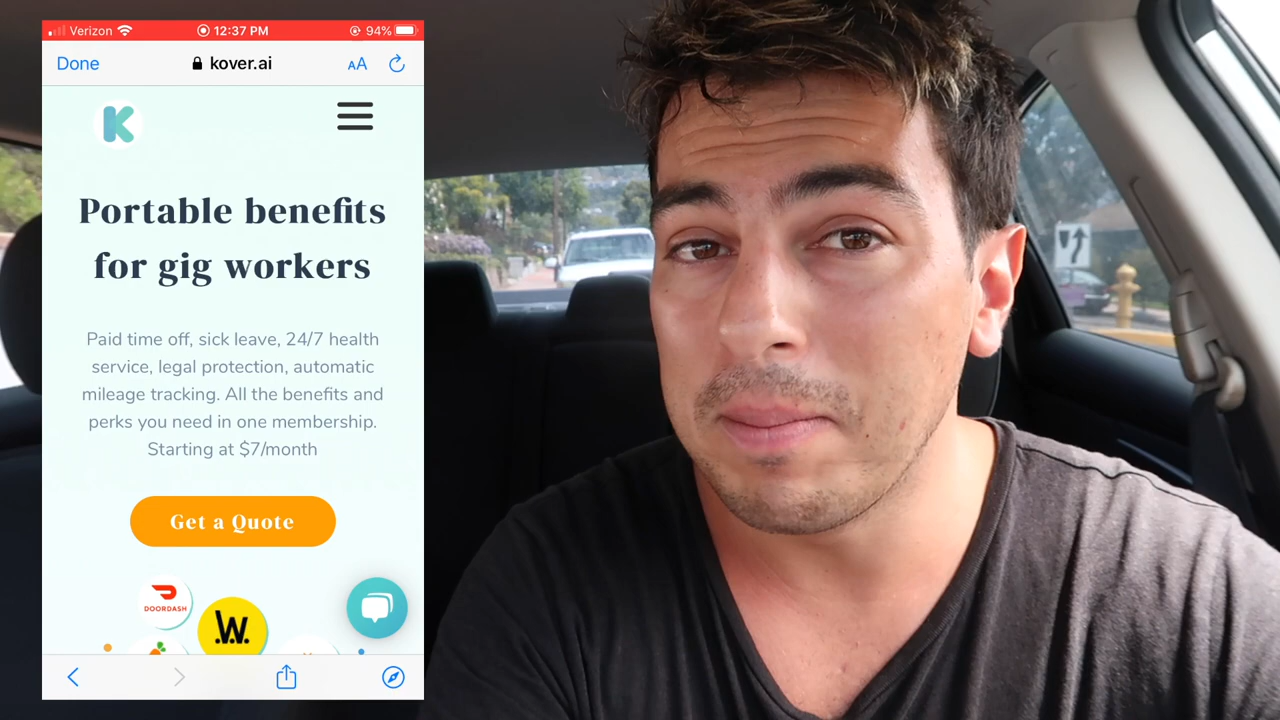 Verizon 12:37 PM 94%
Done kover.ai AA
K
Portable benefits
for gig workers
Paid time off, sick leave, 24/7 health
service, legal protection, automatic
mileage tracking. All the benefits and
perks you need in one membership.
Starting at $7/month
Get a Quote
DOORDASH
.W.